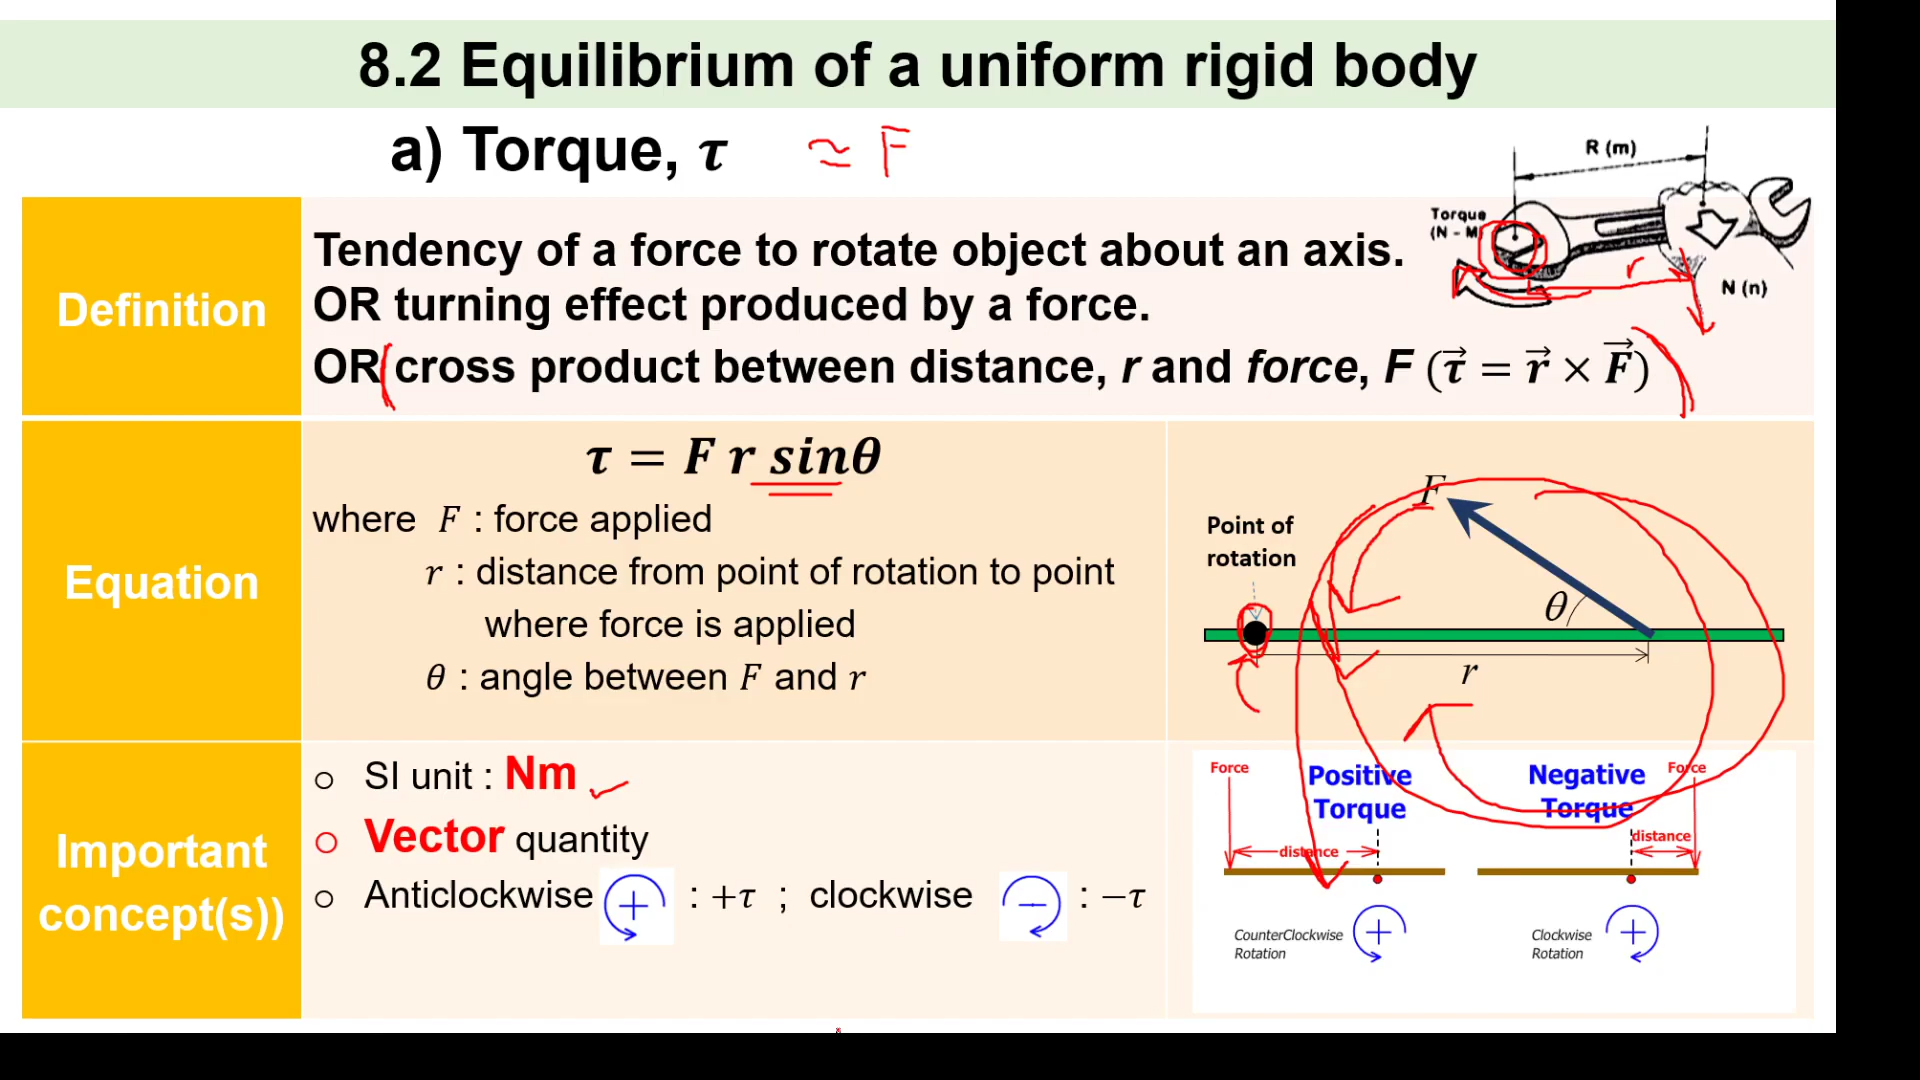 8.2 Equilibrium of a uniform rigid body
a) Torque, τ ≃ F
R (m)
Torque
(N - M)
r
N (n)
Definition
Tendency of a force to rotate object about an axis.
OR turning effect produced by a force.
OR (cross product between distance, r and force, F (τ⃗ = r⃗ × F⃗))
Equation
τ = F r sinθ
where F : force applied
r : distance from point of rotation to point
where force is applied
θ : angle between F and r
F
Point of
rotation
θ
r
Important
concept(s))
o SI unit : Nm ✓
o Vector quantity
o Anticlockwise + : +τ ; clockwise − : −τ
Force
Positive
Torque
distance
CounterClockwise
Rotation
+
Negative
Torque
Force
distance
Clockwise
Rotation
+